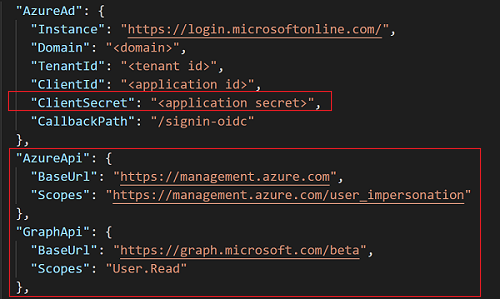 "AzureAd": {
"Instance": "https://login.microsoftonline.com/",
"Domain": "<domain>",
"TenantId": "<tenant id>",
"ClientId": "<application id>",
"ClientSecret": "<application secret>",
"CallbackPath": "/signin-oidc"
},
"AzureApi": {
"BaseUrl": "https://management.azure.com",
"Scopes": "https://management.azure.com/user_impersonation"
},
"GraphApi": {
"BaseUrl": "https://graph.microsoft.com/beta",
"Scopes": "User.Read"